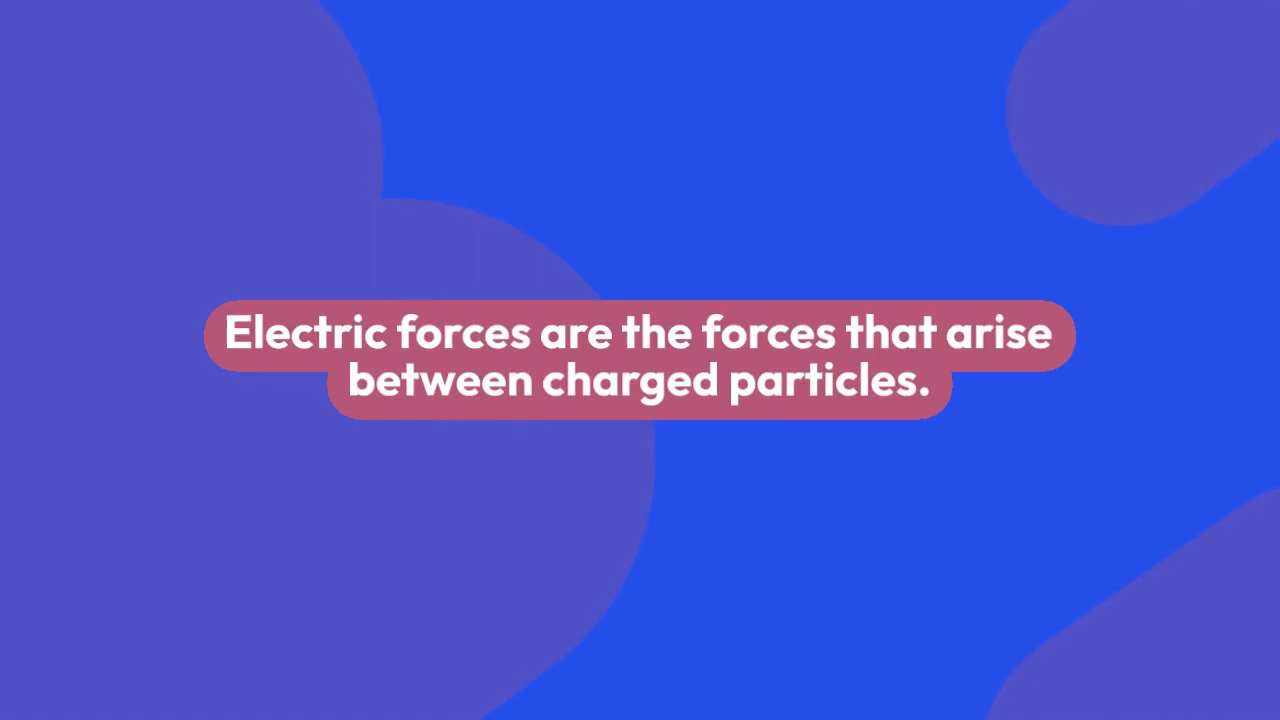 Electric forces are the forces that arise
between charged particles.